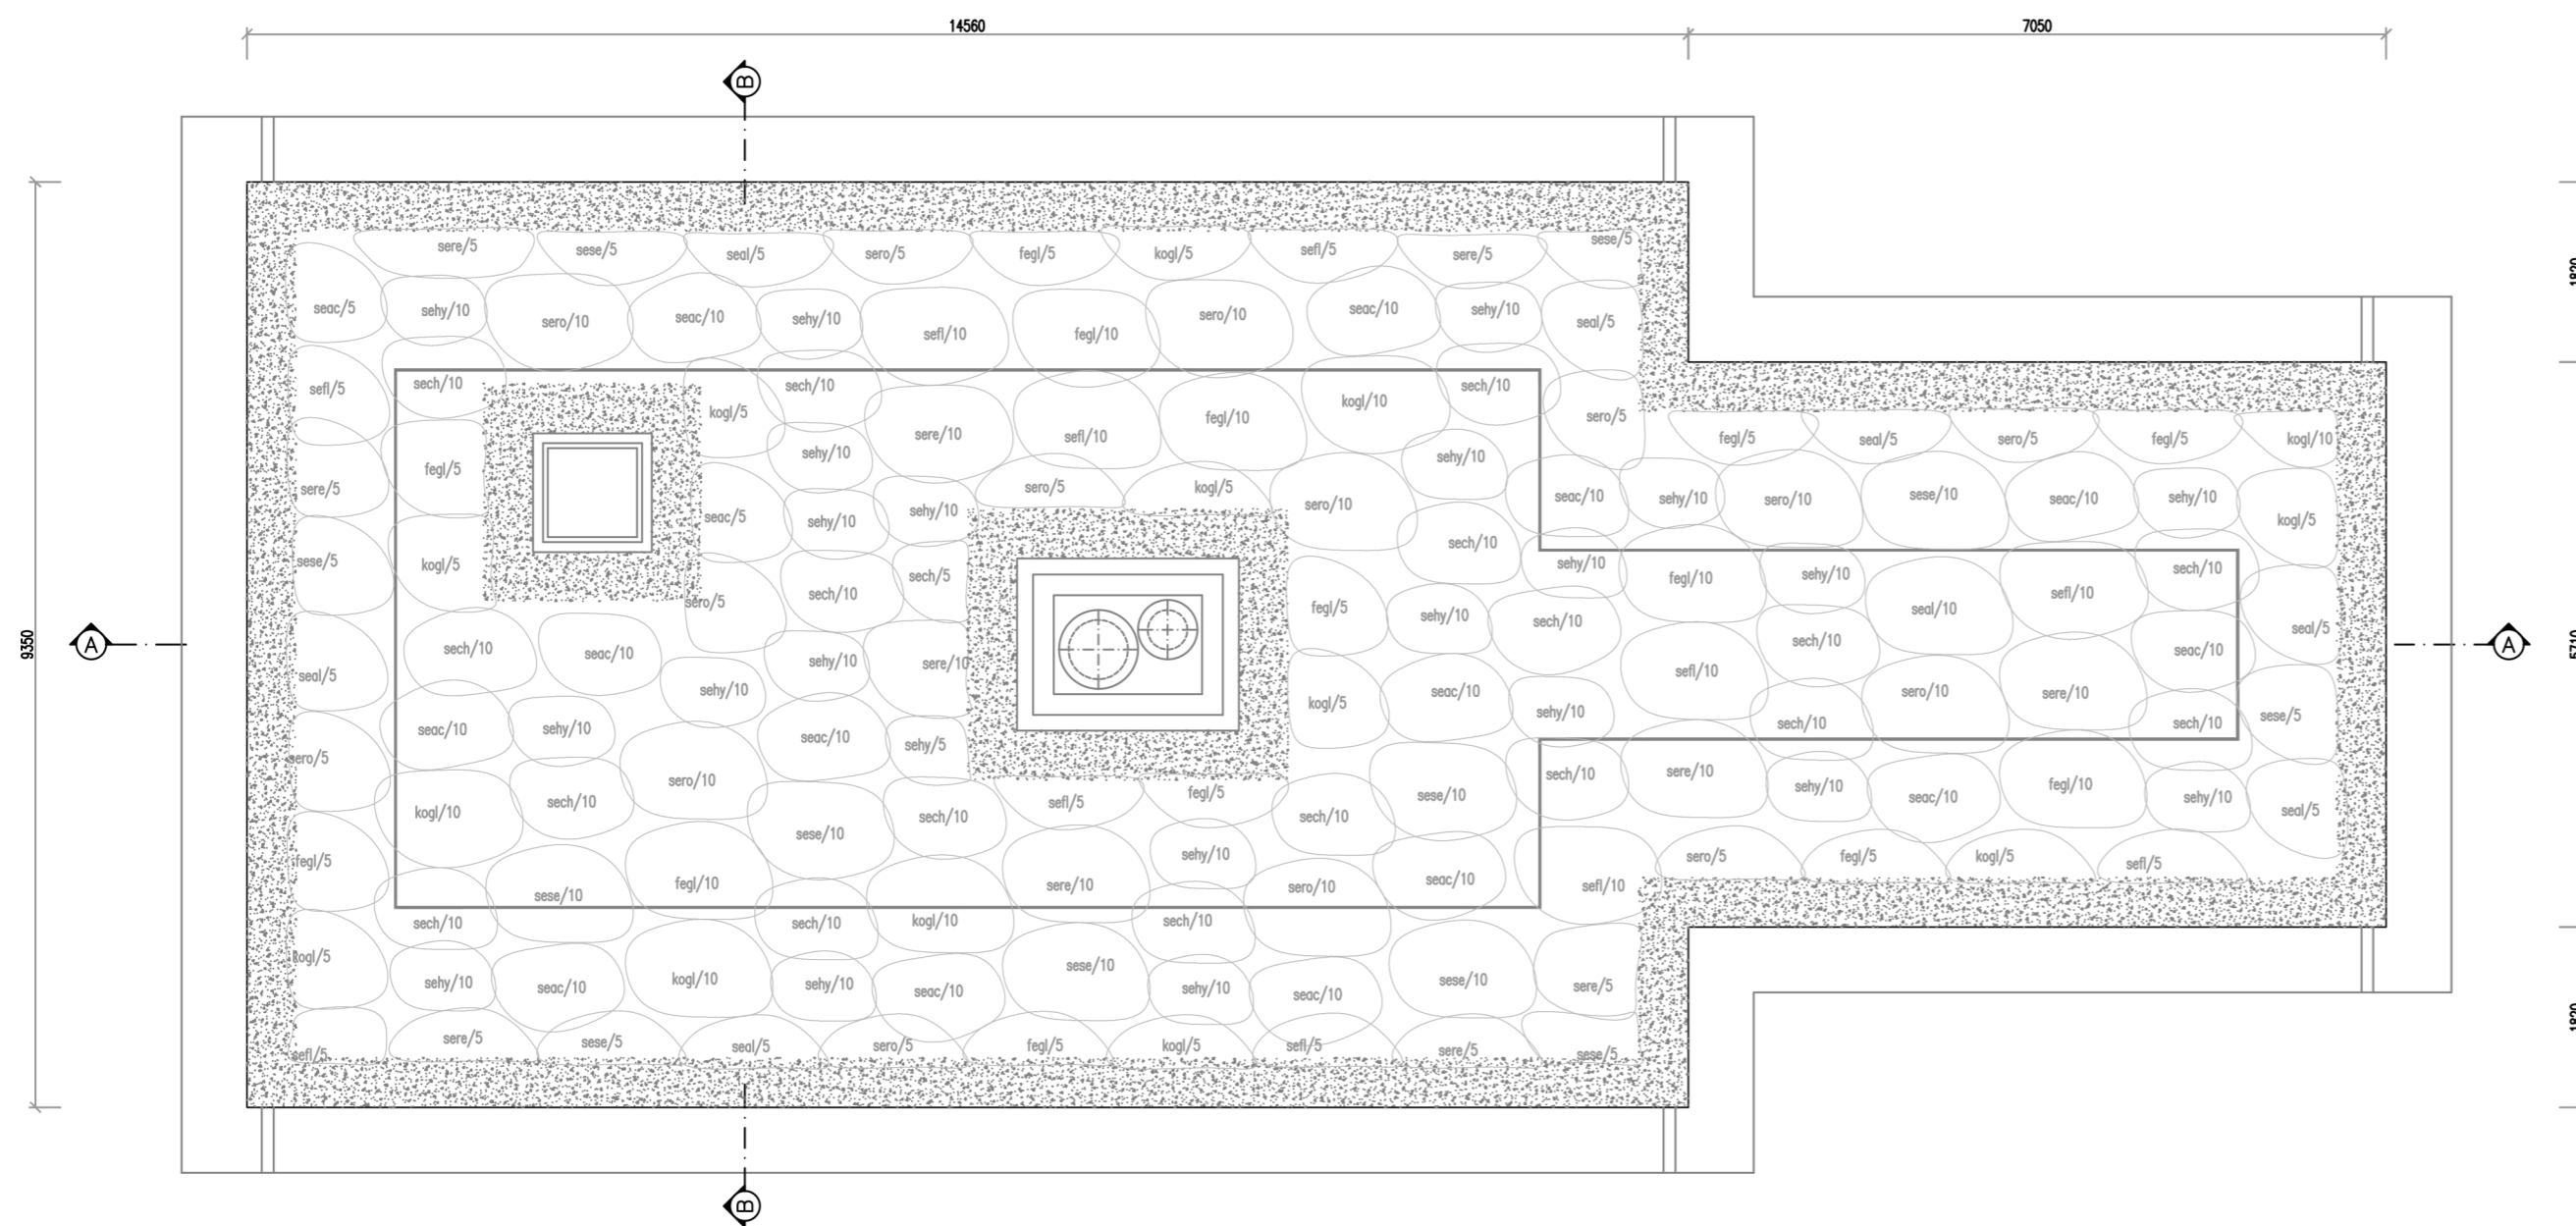 14560 7050
B
sere/5 sese/5 seal/5 sero/5 fegl/5 kogl/5 sefl/5 sere/5 sese/5
seac/5 sehy/10 sero/10 seac/10 sehy/10 sefl/10 fegl/10 sero/10 seac/10 sehy/10 seal/5
1820
sefl/5 sech/10 kogl/5 sech/10 sere/10 sefl/10 fegl/10 kogl/10 sech/10 sero/5
fegl/5 seal/5 sero/5 fegl/5 kogl/10
sere/5 fegl/5 sehy/10 sehy/10
seac/5 sehy/10 sehy/10 sero/5 kogl/5 sero/10 seac/10 sehy/10 sero/10 sese/10 seac/10 sehy/10 kogl/5
sese/5 kogl/5 sech/10 sehy/10 fegl/10 sehy/10 sech/10
sero/5 sech/10 sech/5 fegl/5 sehy/10 sech/10 seal/10 sefl/10
9350 A sech/10 seac/10 sehy/10 sere/10 sech/10 seac/10 seal/5 A 5710
seal/5 sehy/10 kogl/5 seac/10 sehy/10 sefl/10 sero/10 sere/10
seac/10 sehy/10 seac/10 sehy/5 sech/10 sech/10 sese/5
sero/5 sero/10 sech/10 sere/10 sehy/10 seac/10 fegl/10 sehy/10 seal/5
kogl/10 sech/10 sese/10 sech/10 sefl/5 fegl/5 sech/10 sese/10
fegl/5 sese/10 fegl/10 sere/10 sehy/10 sero/10 seac/10 sefl/10 sero/5 fegl/5 kogl/5 sefl/5
sech/10 sech/10 kogl/10 sech/10
kogl/5 sehy/10 seac/10 kogl/10 sehy/10 seac/10 sese/10 sehy/10 seac/10 sese/10 sere/5
1820
sefl/5 sere/5 sese/5 seal/5 sero/5 fegl/5 kogl/5 sefl/5 sere/5 sese/5
B